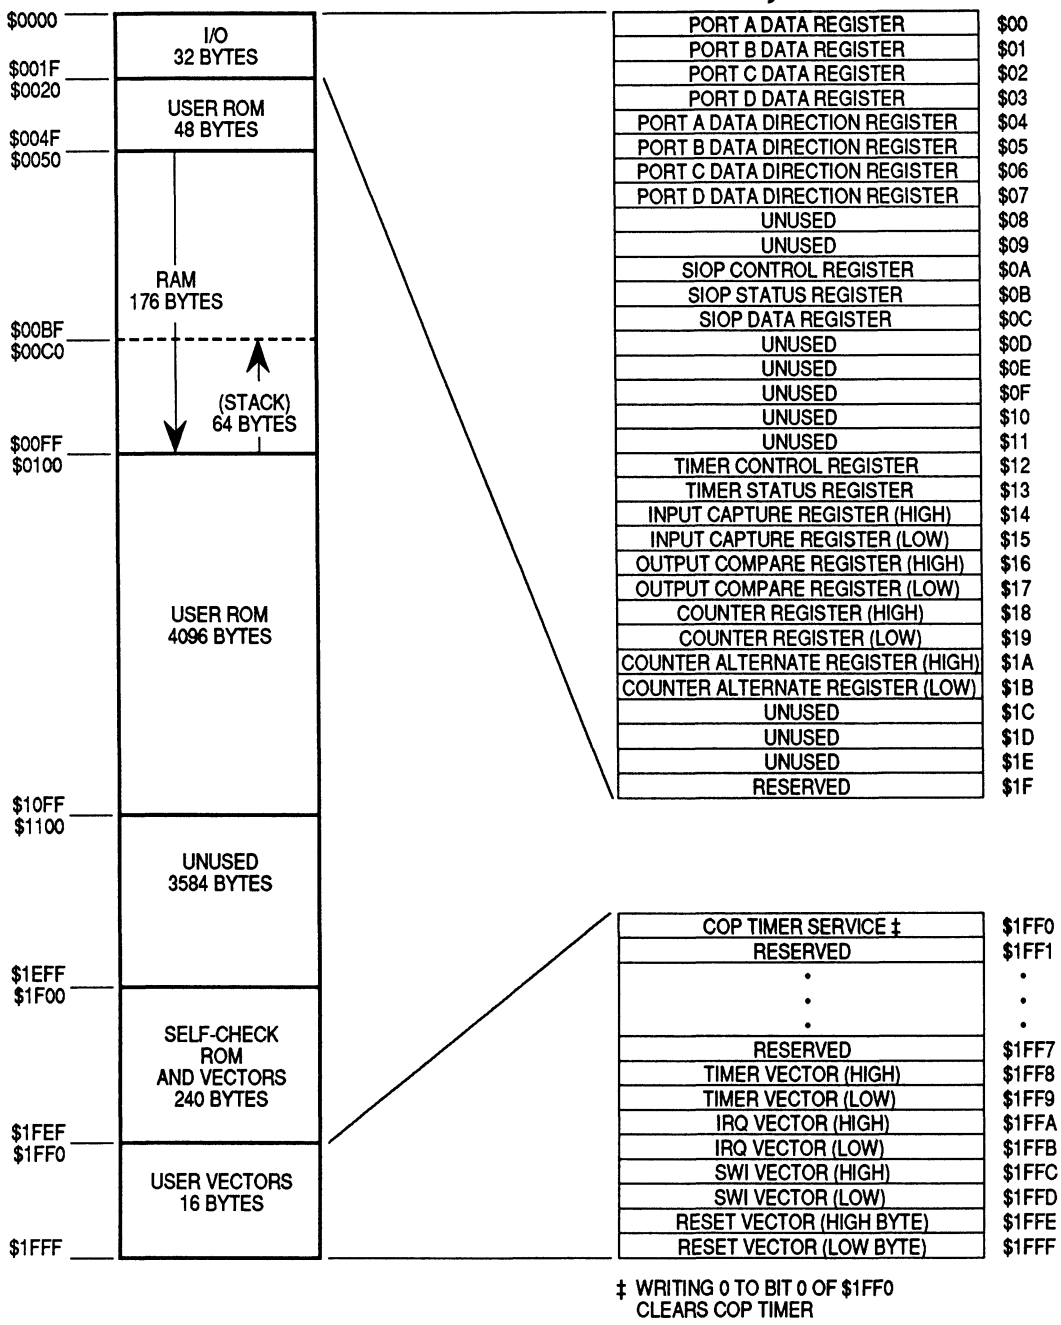 $0000
I/O
32 BYTES
$001F
$0020
USER ROM
48 BYTES
$004F
$0050
RAM
176 BYTES
$00BF
$00C0
(STACK)
64 BYTES
$00FF
$0100
USER ROM
4096 BYTES
$10FF
$1100
UNUSED
3584 BYTES
$1EFF
$1F00
SELF-CHECK
ROM
AND VECTORS
240 BYTES
$1FEF
$1FF0
USER VECTORS
16 BYTES
$1FFF
PORT A DATA REGISTER $00
PORT B DATA REGISTER $01
PORT C DATA REGISTER $02
PORT D DATA REGISTER $03
PORT A DATA DIRECTION REGISTER $04
PORT B DATA DIRECTION REGISTER $05
PORT C DATA DIRECTION REGISTER $06
PORT D DATA DIRECTION REGISTER $07
UNUSED $08
UNUSED $09
SIOP CONTROL REGISTER $0A
SIOP STATUS REGISTER $0B
SIOP DATA REGISTER $0C
UNUSED $0D
UNUSED $0E
UNUSED $0F
UNUSED $10
UNUSED $11
TIMER CONTROL REGISTER $12
TIMER STATUS REGISTER $13
INPUT CAPTURE REGISTER (HIGH) $14
INPUT CAPTURE REGISTER (LOW) $15
OUTPUT COMPARE REGISTER (HIGH) $16
OUTPUT COMPARE REGISTER (LOW) $17
COUNTER REGISTER (HIGH) $18
COUNTER REGISTER (LOW) $19
COUNTER ALTERNATE REGISTER (HIGH) $1A
COUNTER ALTERNATE REGISTER (LOW) $1B
UNUSED $1C
UNUSED $1D
UNUSED $1E
RESERVED $1F
COP TIMER SERVICE ‡ $1FF0
RESERVED $1FF1
. .
. .
. .
RESERVED $1FF7
TIMER VECTOR (HIGH) $1FF8
TIMER VECTOR (LOW) $1FF9
IRQ VECTOR (HIGH) $1FFA
IRQ VECTOR (LOW) $1FFB
SWI VECTOR (HIGH) $1FFC
SWI VECTOR (LOW) $1FFD
RESET VECTOR (HIGH BYTE) $1FFE
RESET VECTOR (LOW BYTE) $1FFF
‡ WRITING 0 TO BIT 0 OF $1FF0
CLEARS COP TIMER